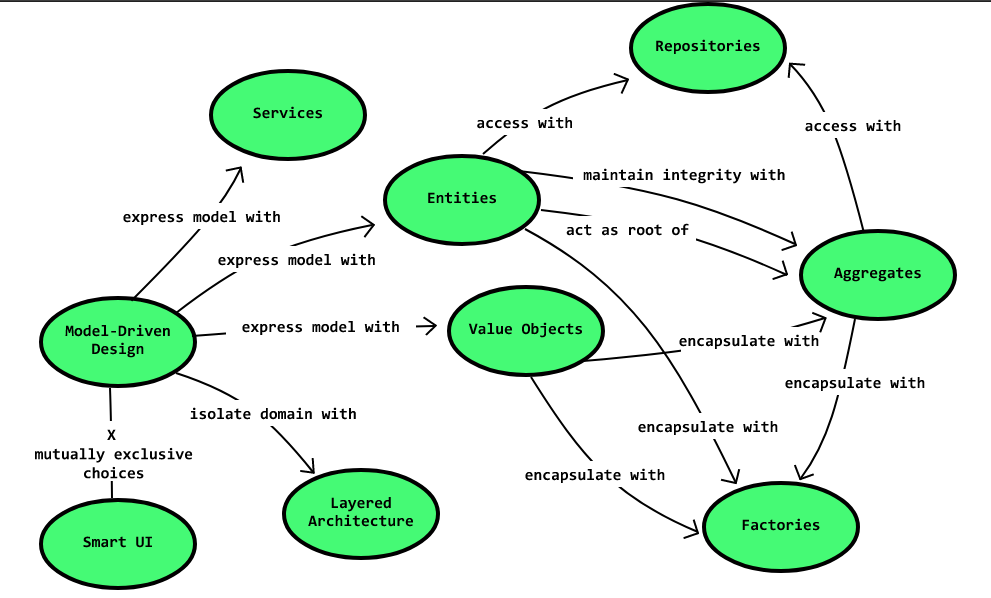 Repositories
Services
access with
access with
maintain integrity with
Entities
express model with
act as root of
express model with
Aggregates
Model-Driven
Design
express model with
Value Objects
encapsulate with
encapsulate with
isolate domain with
X
mutually exclusive
choices
encapsulate with
encapsulate with
Layered
Architecture
Factories
Smart UI